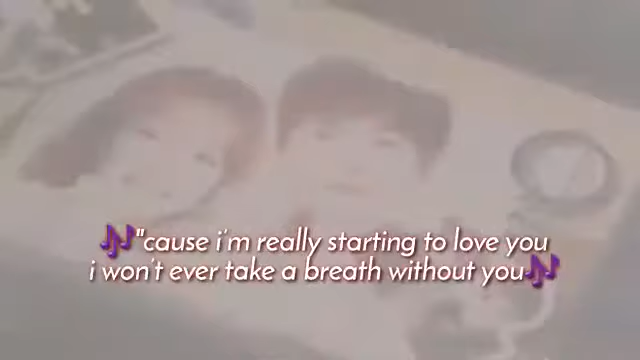 🎶"cause i'm really starting to love you
i won't ever take a breath without you🎶